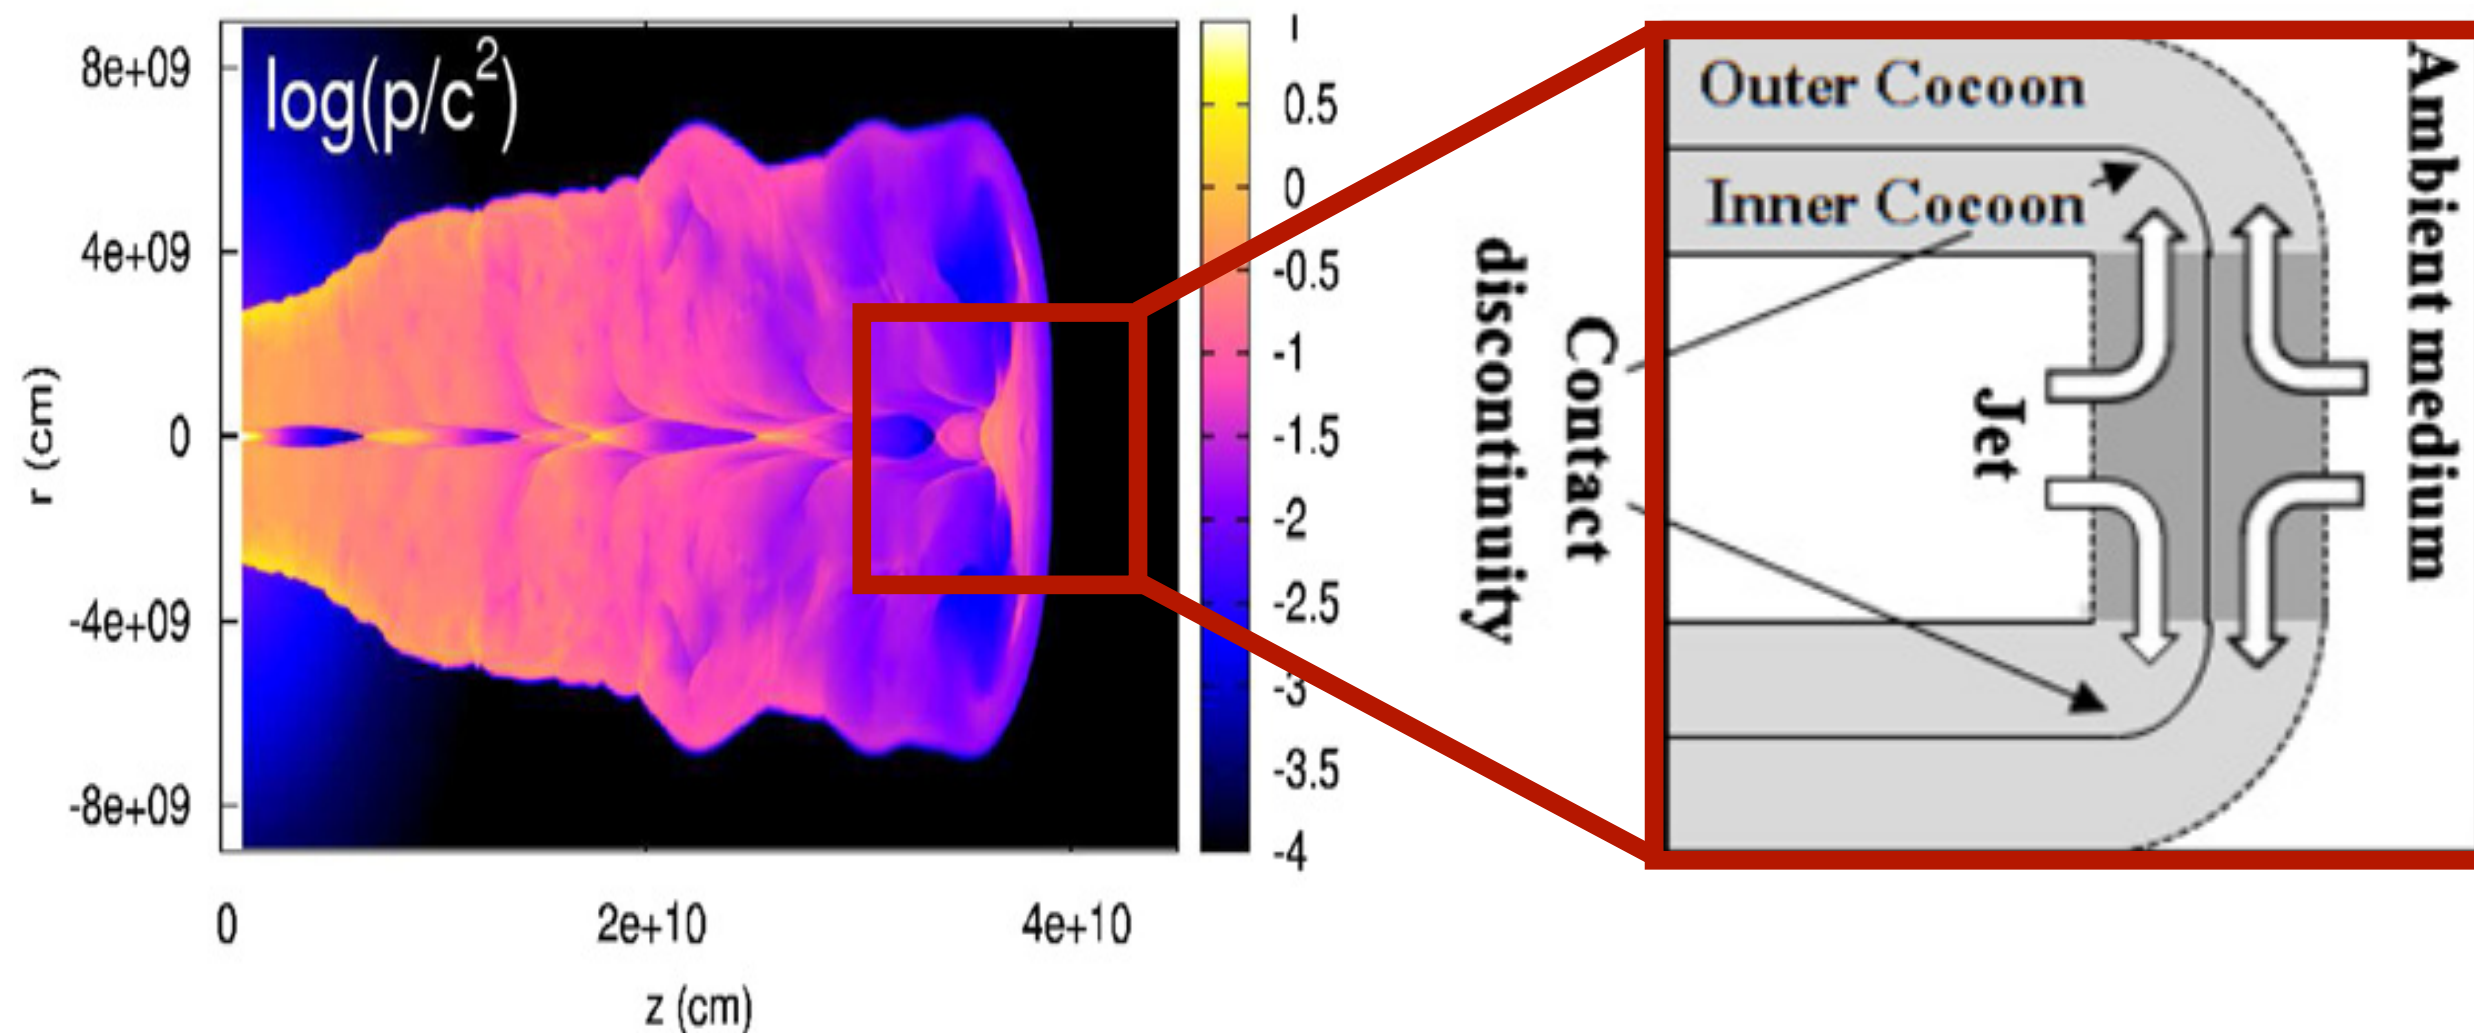 log(p/c²)
8e+09
4e+09
0
-4e+09
-8e+09
r (cm)
0
2e+10
4e+10
z (cm)
1
0.5
0
-0.5
-1
-1.5
-2
-2.5
-3
-3.5
-4
Contact
discontinuity
Outer Cocoon
Inner Cocoon
Jet
Ambient medium